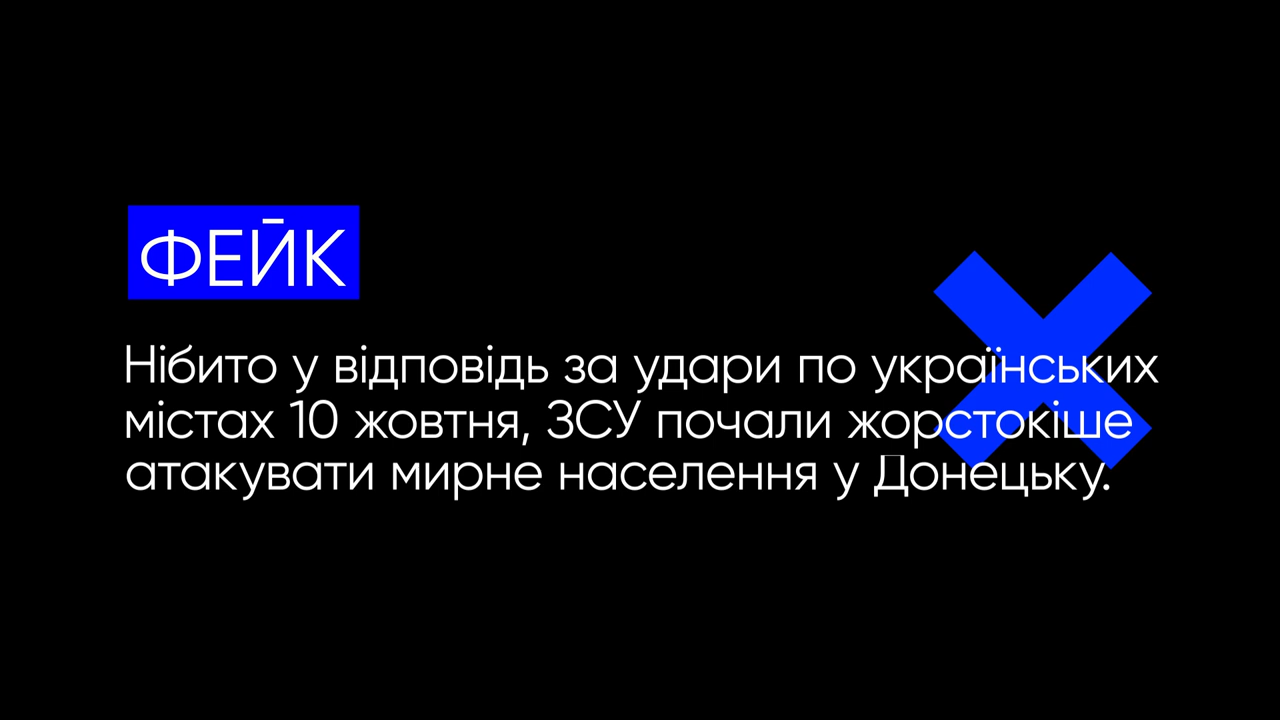 ФЕЙК
Нібито у відповідь за удари по українських
містах 10 жовтня, ЗСУ почали жорстокіше
атакувати мирне населення у Донецьку.